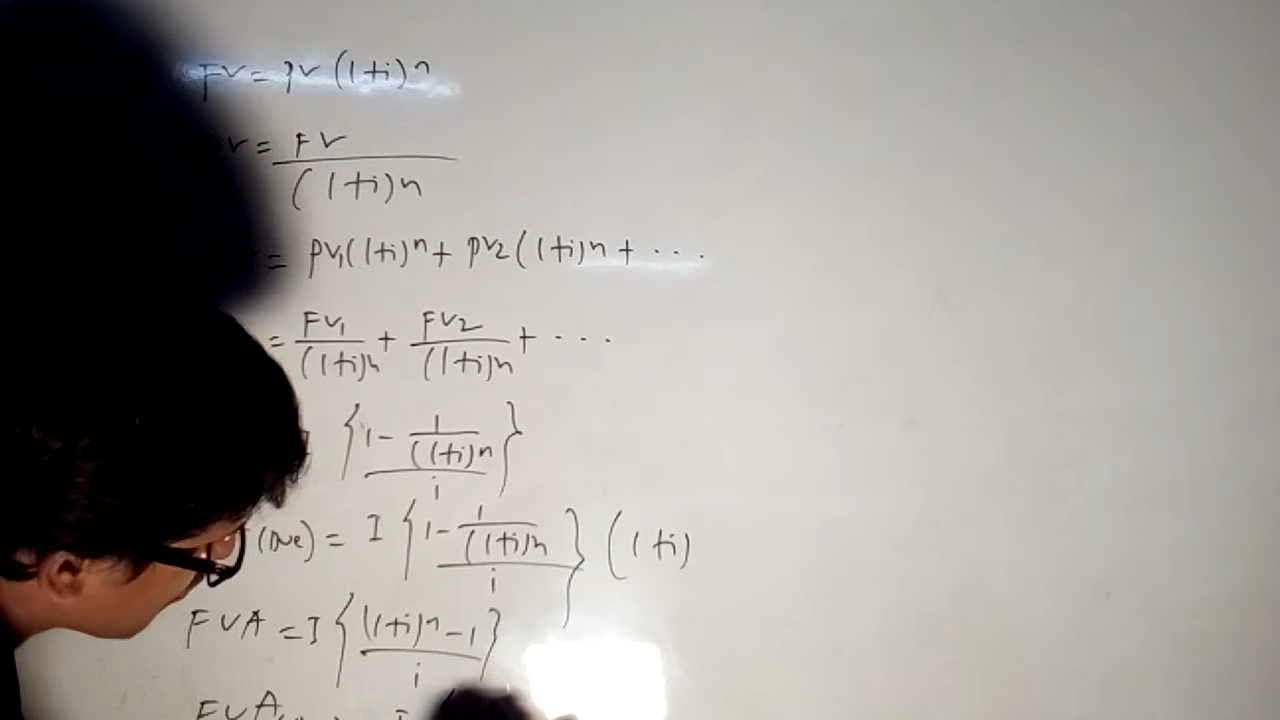 FV = PV (1+i)^n
V = FV / (1+i)n
= PV1(1+i)^n + PV2(1+i)n + ...
= FV1 / (1+i)n + FV2 / (1+i)n + ...
{1 - 1 / ((1+i)n / i}
(Due) = I {1 - 1 / ((1+i)n / i} (1+i)
FVA = I {(1+i)^n - 1 / i}
FVA I